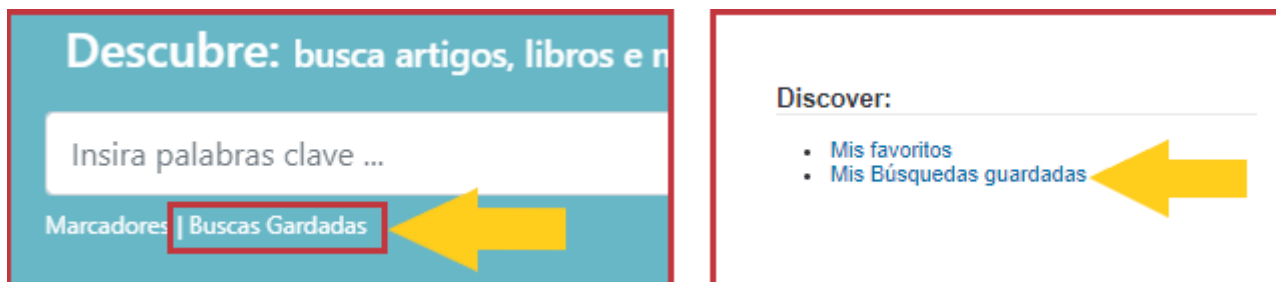 Descubre: busca artigos, libros e
Insira palabras clave ...
Marcadores | Buscas Gardadas
Discover:
• Mis favoritos
• Mis Búsquedas guardadas